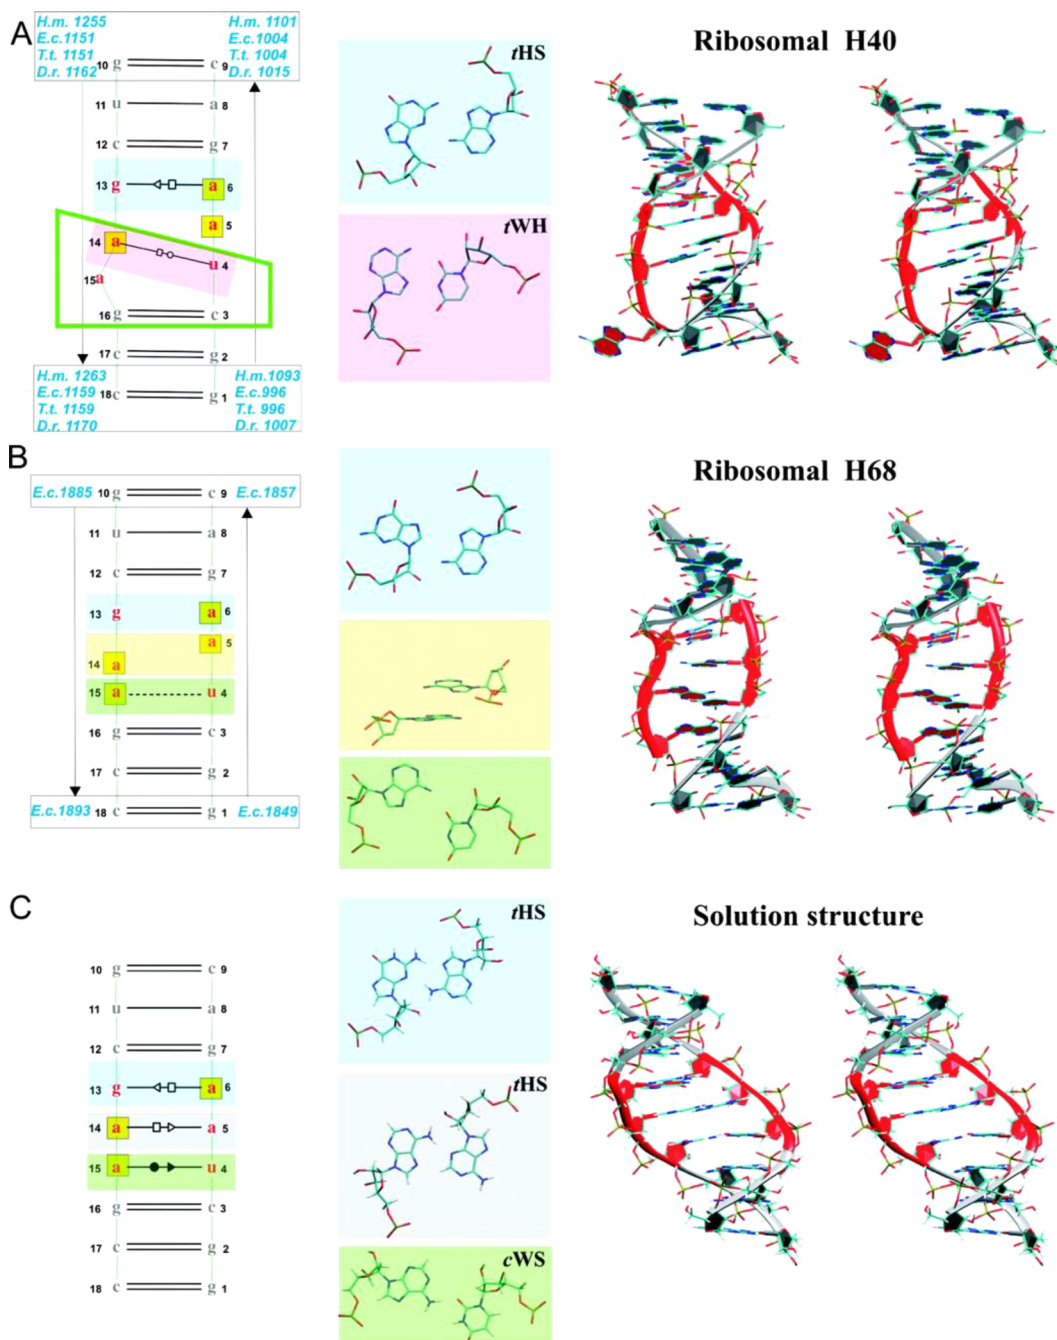 A
H.m. 1255
E.c.1151
T.t. 1151
D.r. 1162
H.m. 1101
E.c.1004
T.t. 1004
D.r. 1015
10 g c 9
11 u a 8
12 c g 7
13 g a 6
a 5
14 a u 4
15 a
16 g c 3
17 c g 2
18 c g 1
H.m. 1263
E.c.1159
T.t. 1159
D.r. 1170
H.m.1093
E.c.996
T.t. 996
D.r. 1007
tHS
tWH
Ribosomal H40
B
E.c.1885 10 g c 9 E.c.1857
11 u a 8
12 c g 7
13 g a 6
a 5
14 a
15 a u 4
16 g c 3
17 c g 2
E.c.1893 18 c g 1 E.c.1849
Ribosomal H68
C
10 g c 9
11 u a 8
12 c g 7
13 g a 6
14 a a 5
15 a u 4
16 g c 3
17 c g 2
18 c g 1
tHS
tHS
cWS
Solution structure